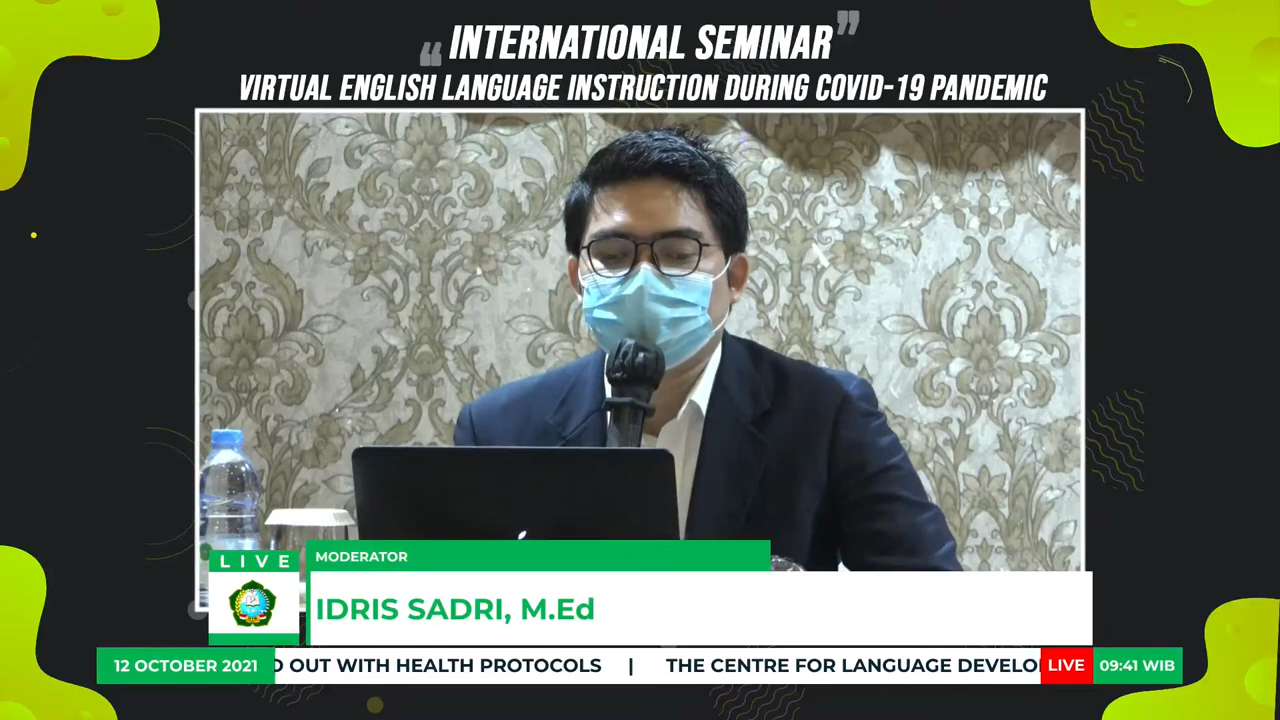 INTERNATIONAL SEMINAR
VIRTUAL ENGLISH LANGUAGE INSTRUCTION DURING COVID-19 PANDEMIC
LIVE
MODERATOR
IDRIS SADRI, M.Ed
12 OCTOBER 2021
OUT WITH HEALTH PROTOCOLS | THE CENTRE FOR LANGUAGE DEVELO
LIVE
09:41 WIB